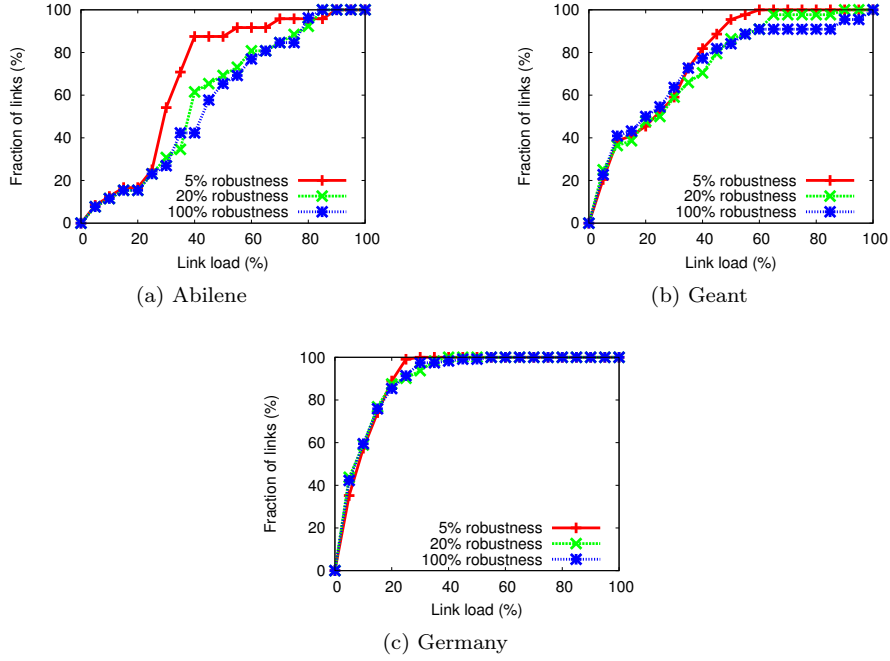 100
80
60
40
20
0
Fraction of links (%)
5% robustness
20% robustness
100% robustness
0 20 40 60 80 100
Link load (%)
(a) Abilene
100
80
60
40
20
0
Fraction of links (%)
5% robustness
20% robustness
100% robustness
0 20 40 60 80 100
Link load (%)
(b) Geant
100
80
60
40
20
0
Fraction of links (%)
5% robustness
20% robustness
100% robustness
0 20 40 60 80 100
Link load (%)
(c) Germany